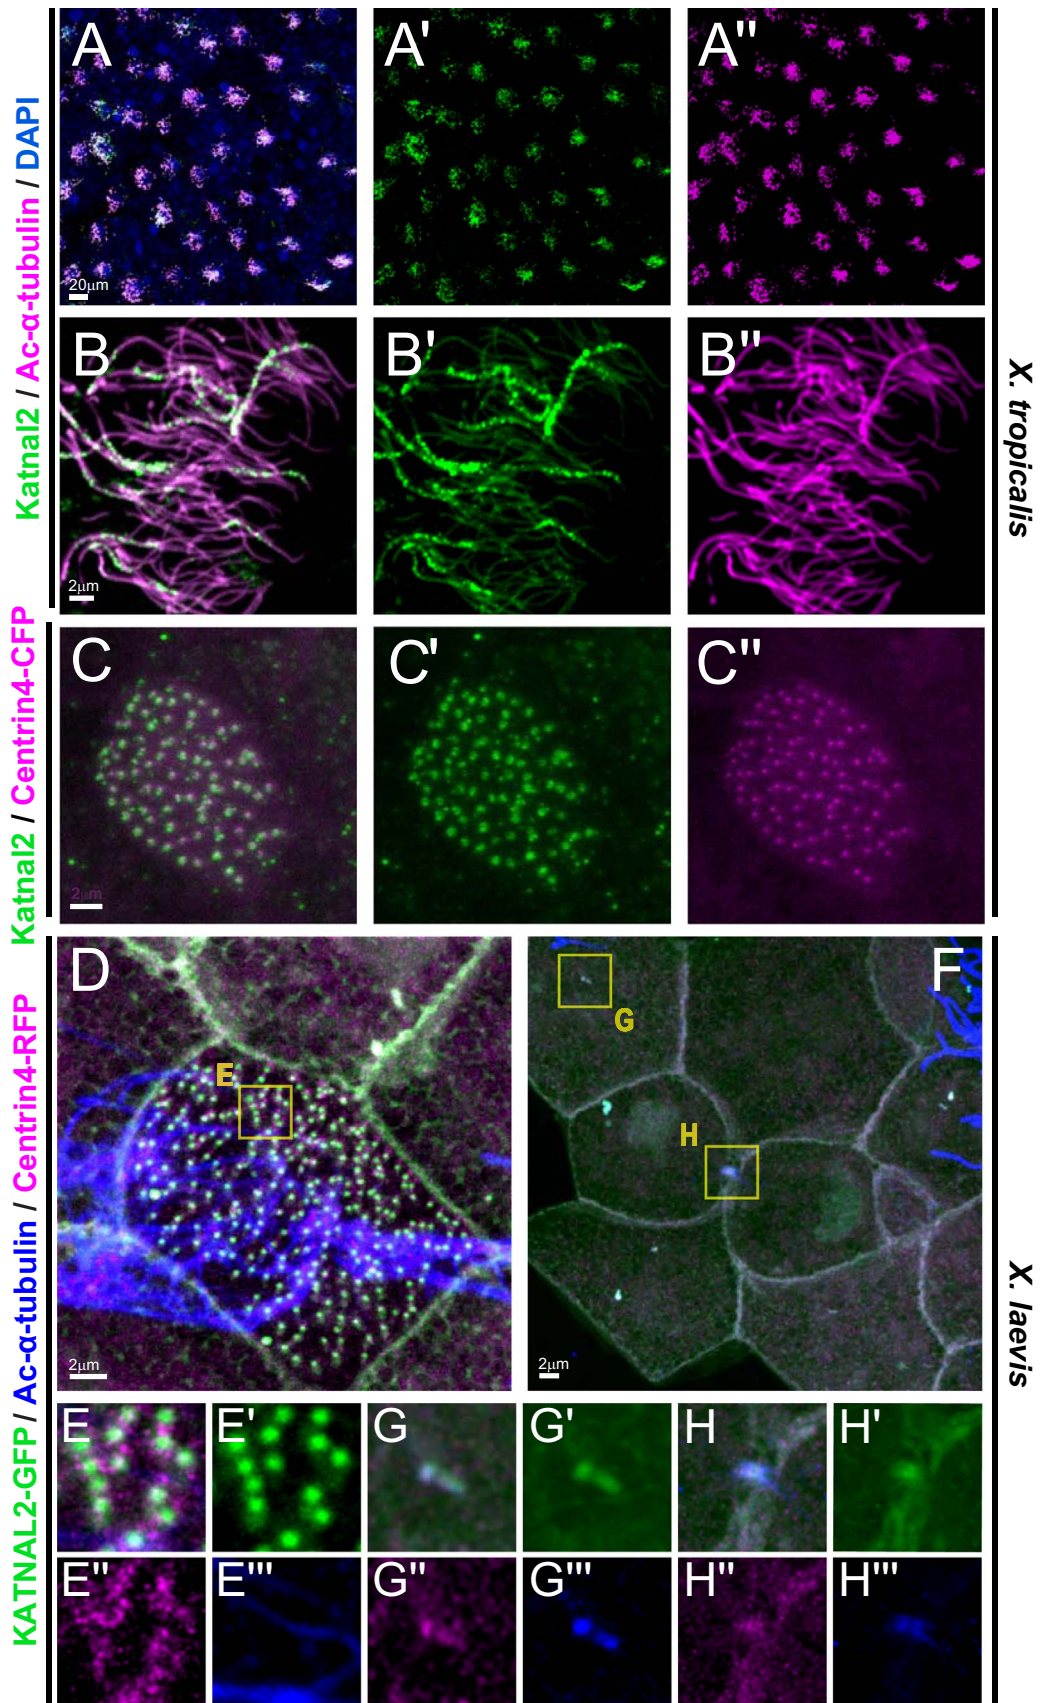 Katnal2 / Ac-α-tubulin / DAPI
A
A'
A"
20μm
B
B'
B"
2μm
X. tropicalis
Katnal2 / Centrin4-CFP
C
C'
C"
2μm
KATNAL2-GFP/ Ac-α-tubulin / Centrin4-RFP
D
E
2μm
F
G
H
2μm
X. laevis
E
E'
G
G'
H
H'
E"
E'"
G"
G'"
H"
H'"